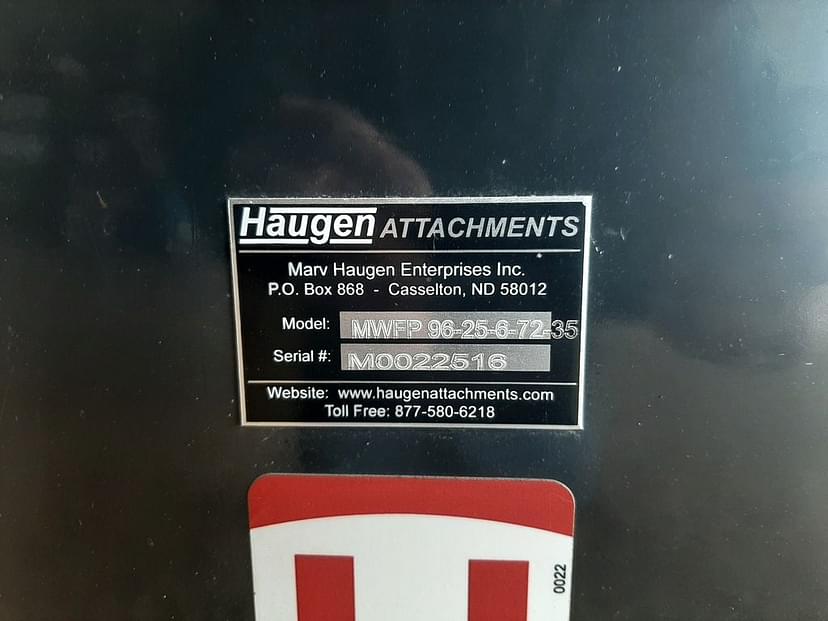 Haugen ATTACHMENTS
Marv Haugen Enterprises Inc.
P.O. Box 868 - Casselton, ND 58012
Model: MWFP 96-25-6-72-35
Serial #: M0022516
Website: www.haugenattachments.com
Toll Free: 877-580-6218
0022